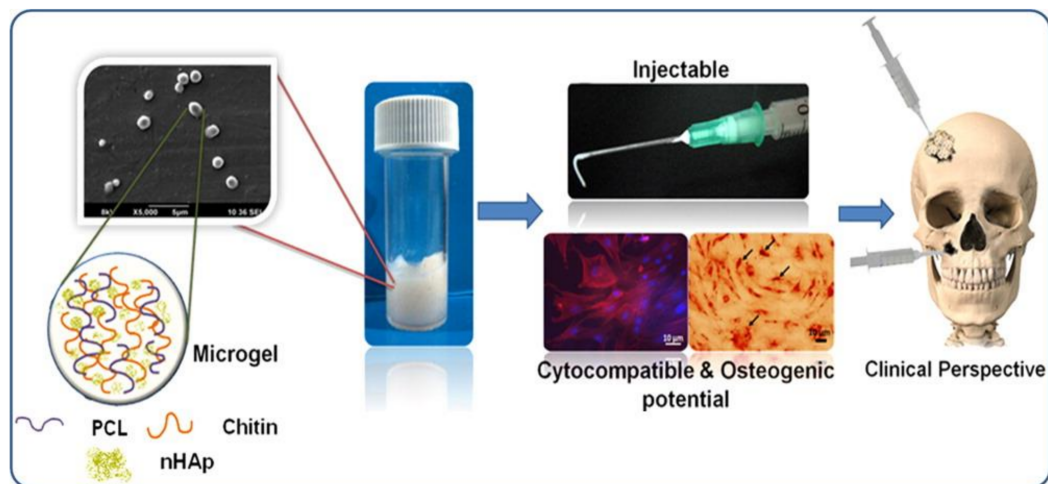 Injectable
8kV X5,000 5µm 10 36 SEI
Microgel
PCL
Chitin
nHAp
10 µm
10 µm
Cytocompatible & Osteogenic
potential
Clinical Perspective